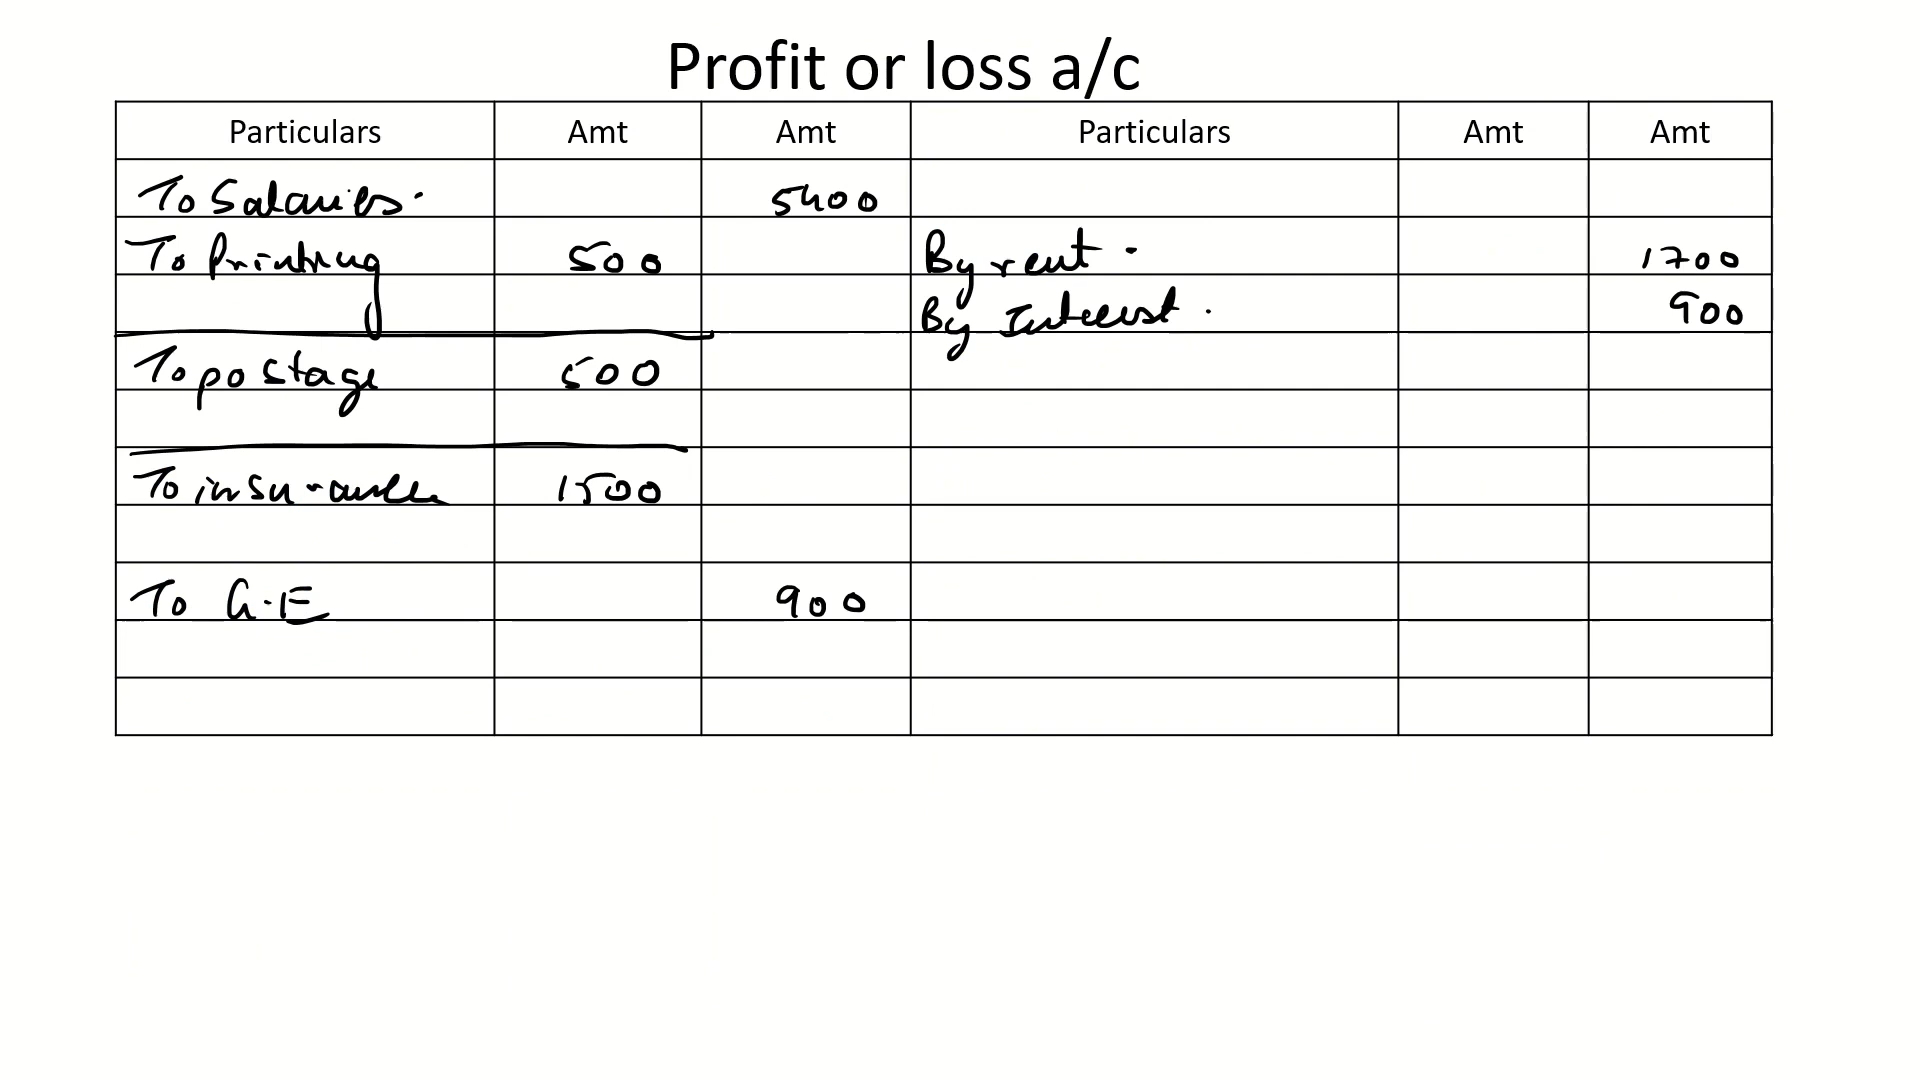 Profit or loss a/c
Particulars Amt Amt Particulars Amt Amt
To Salaries. 5400
To Printing 500 By rent . 1700
By Interest . 900
To postage 500
To insurance 1500
To G.E 900